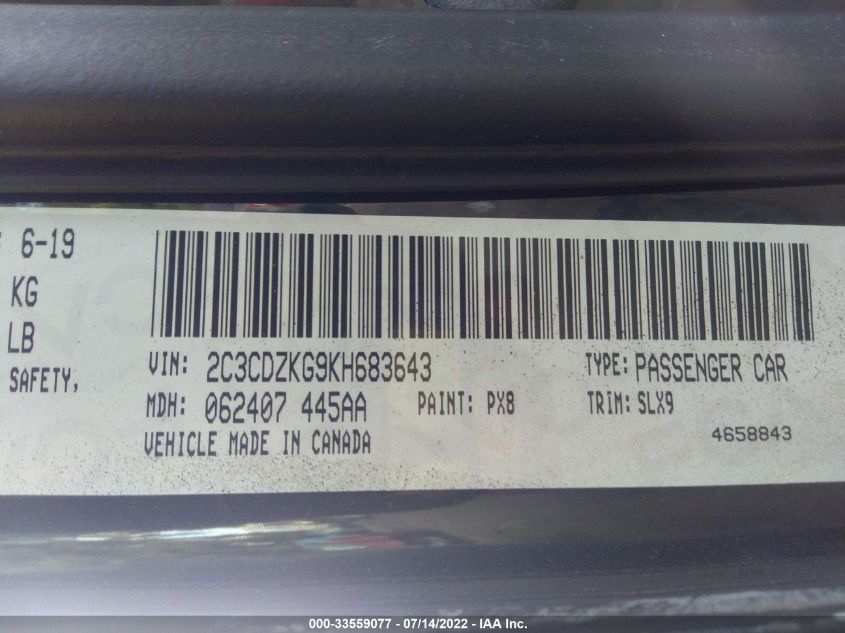 6-19
KG
LB
SAFETY,
VIN: 2C3CDZKG9KH683643 TYPE: PASSENGER CAR
MDH: 062407 445AA PAINT: PX8 TRIM: SLX9
VEHICLE MADE IN CANADA 4658843
000-33559077 - 07/14/2022 - IAA Inc.